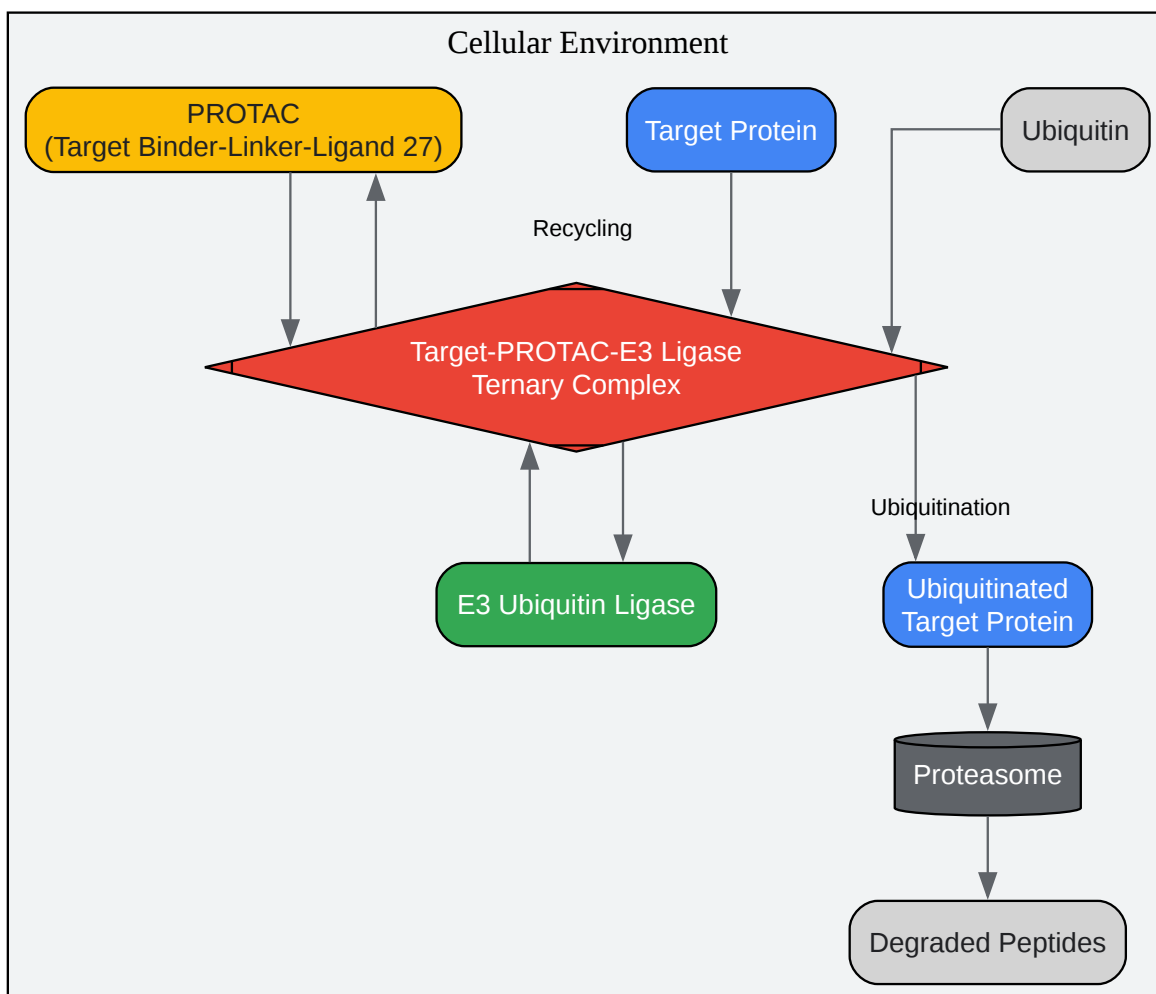 Cellular Environment
PROTAC
(Target Binder-Linker-Ligand 27)
Target Protein
Ubiquitin
Recycling
Target-PROTAC-E3 Ligase
Ternary Complex
Ubiquitination
E3 Ubiquitin Ligase
Ubiquitinated
Target Protein
Proteasome
Degraded Peptides